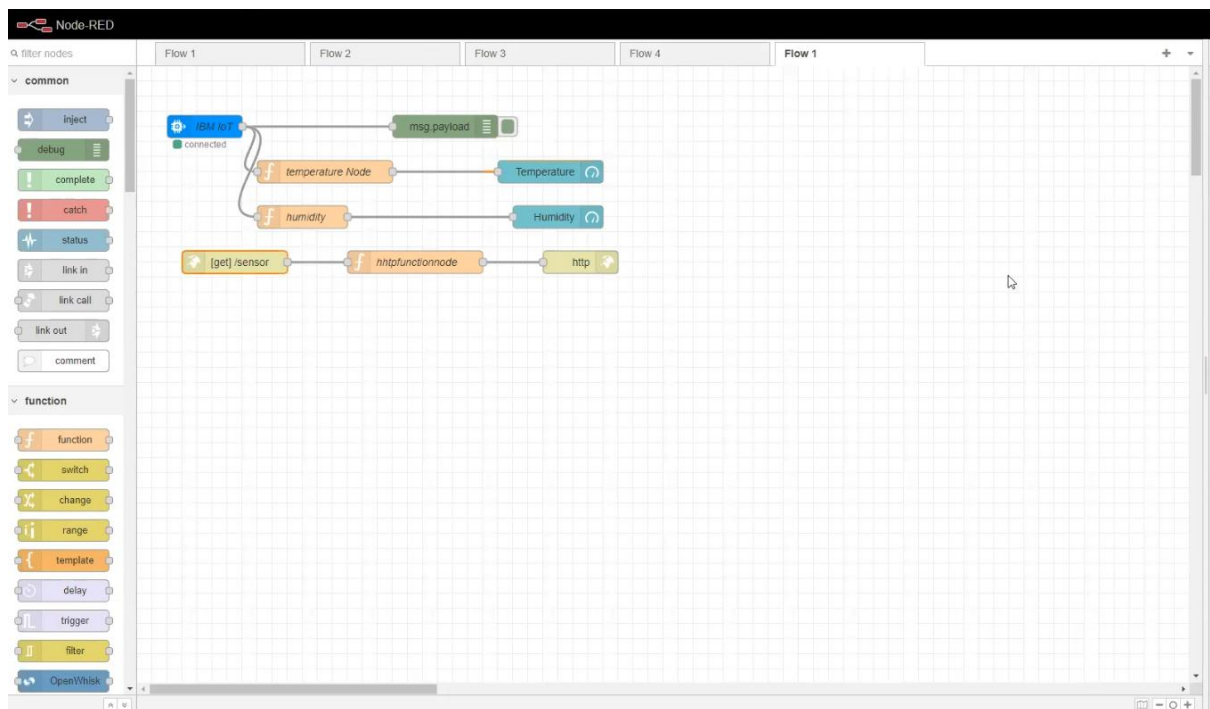 Node-RED
filter nodes
Flow 1
Flow 2
Flow 3
Flow 4
Flow 1
common
inject
debug
complete
catch
status
link in
link call
link out
comment
function
function
switch
change
range
template
delay
trigger
filter
OpenWhisk
IBM IoT
connected
msg.payload
temperature Node
Temperature
humidity
Humidity
[get] /sensor
hhtpfunctionnode
http